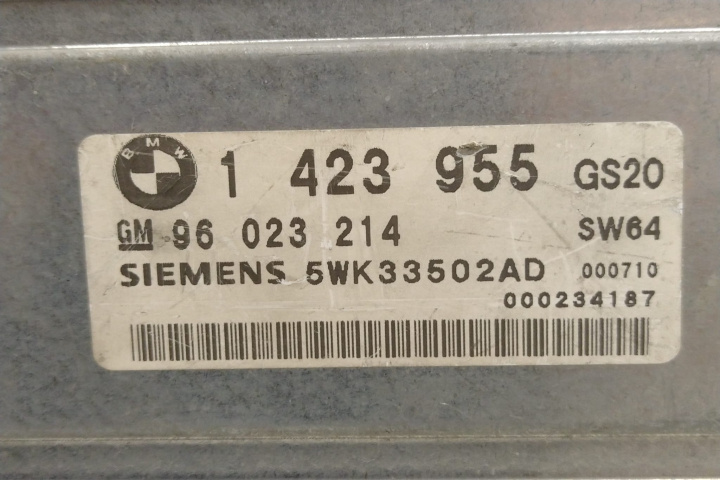 BMW 1 423 955 GS20
GM 96 023 214 SW64
SIEMENS 5WK33502AD 000710
000234187